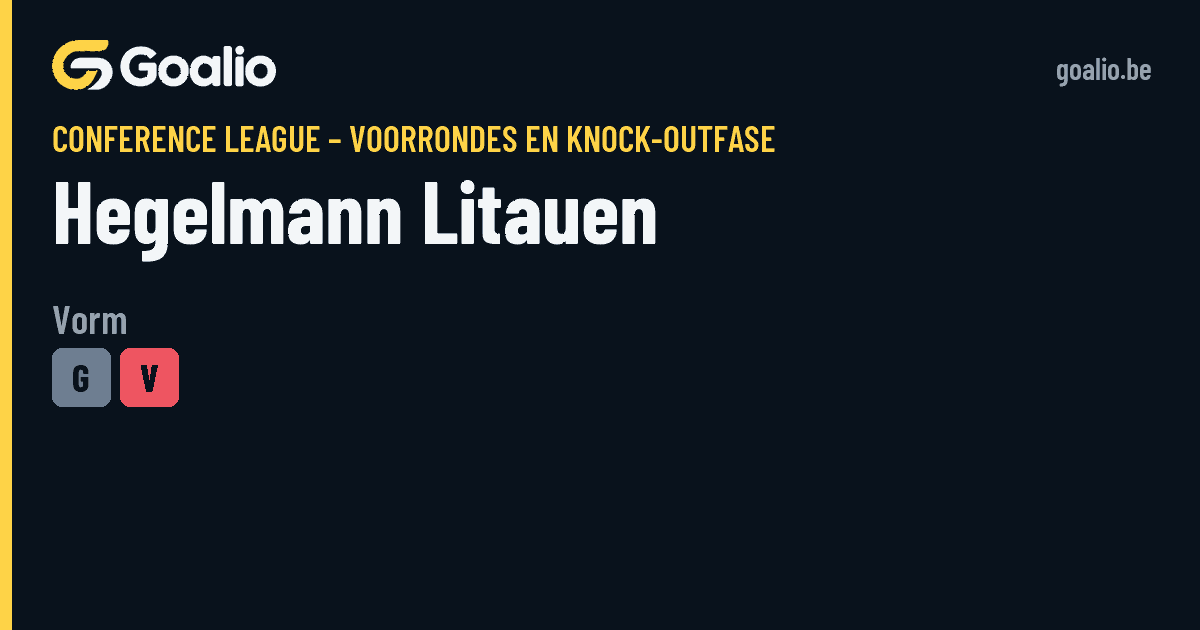 Goalio
goalio.be
CONFERENCE LEAGUE – VOORRONDES EN KNOCK-OUTFASE
Hegelmann Litauen
Vorm
G V